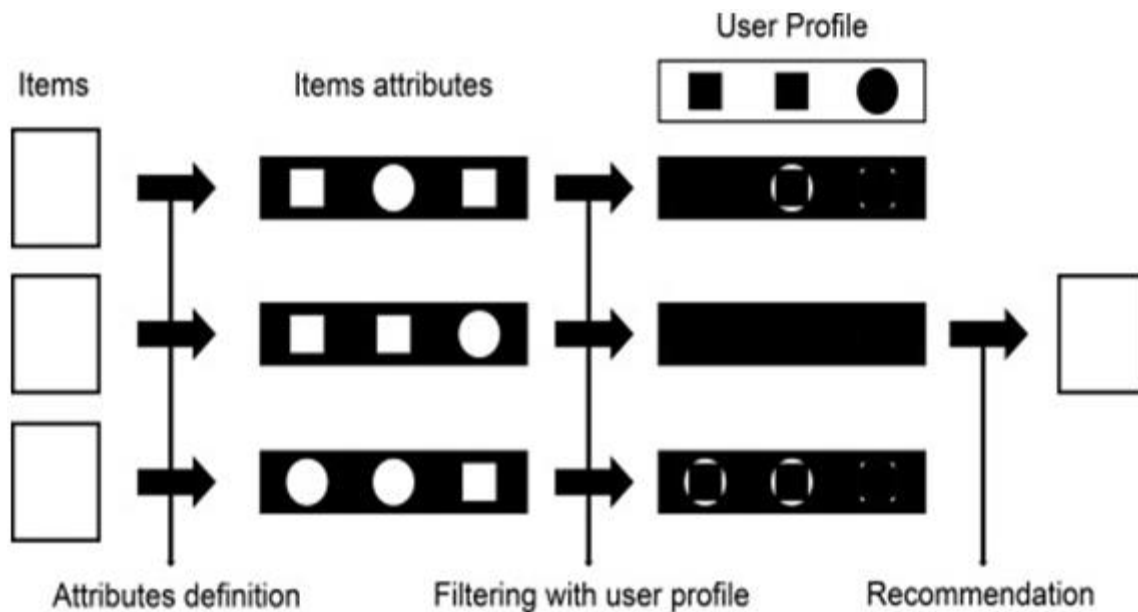 User Profile
Items
Items attributes
Attributes definition
Filtering with user profile
Recommendation